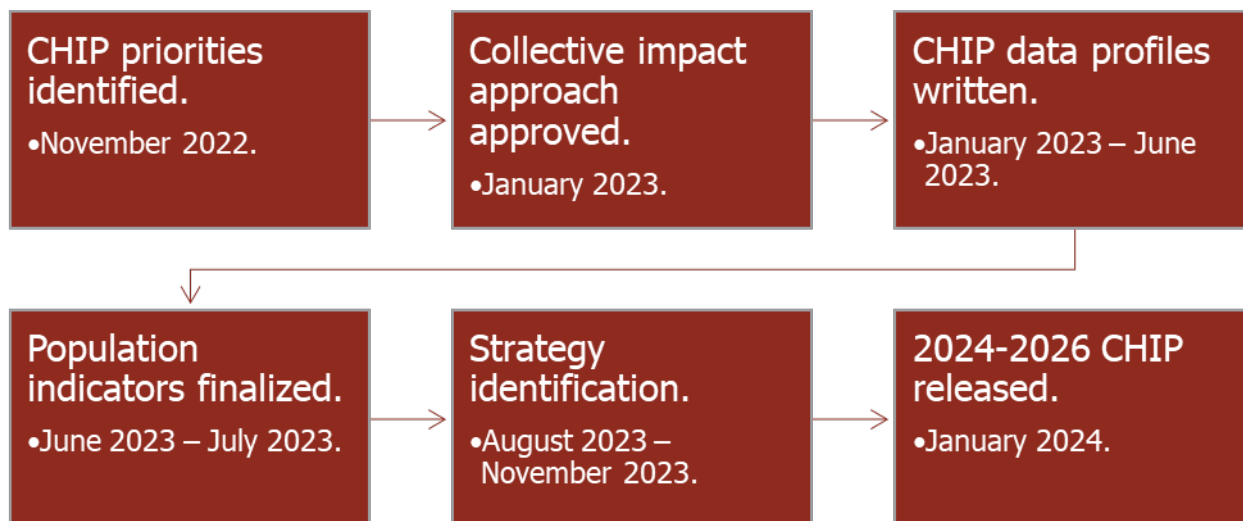 CHIP priorities
identified.
•November 2022.
Collective impact
approach
approved.
•January 2023.
CHIP data profiles
written.
•January 2023 – June
2023.
Population
indicators finalized.
•June 2023 – July 2023.
Strategy
identification.
•August 2023 –
November 2023.
2024-2026 CHIP
released.
•January 2024.